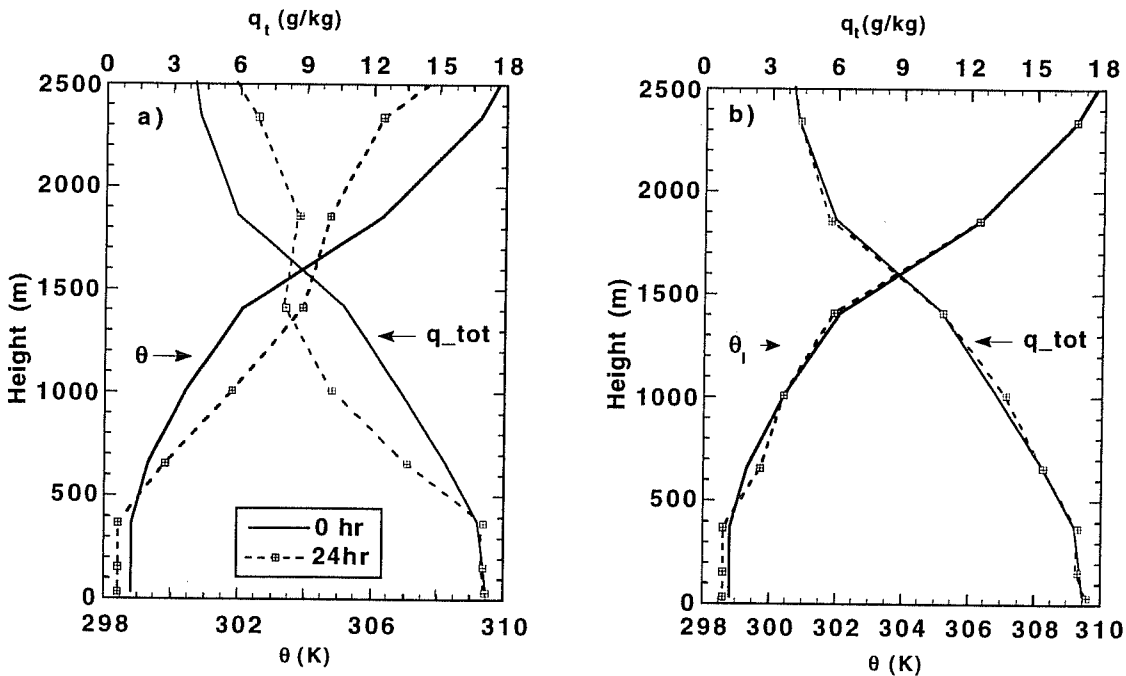 q_t (g/kg)
0 3 6 9 12 15 18
2500
2000
1500
1000
500
0
Height (m)
a)
θ
q_tot
0 hr
24hr
298 302 306 310
θ (K)
q_t(g/kg)
0 3 6 9 12 15 18
2500
2000
1500
1000
500
0
Height (m)
b)
θ_l
q_tot
298 300 302 304 306 308 310
θ (K)